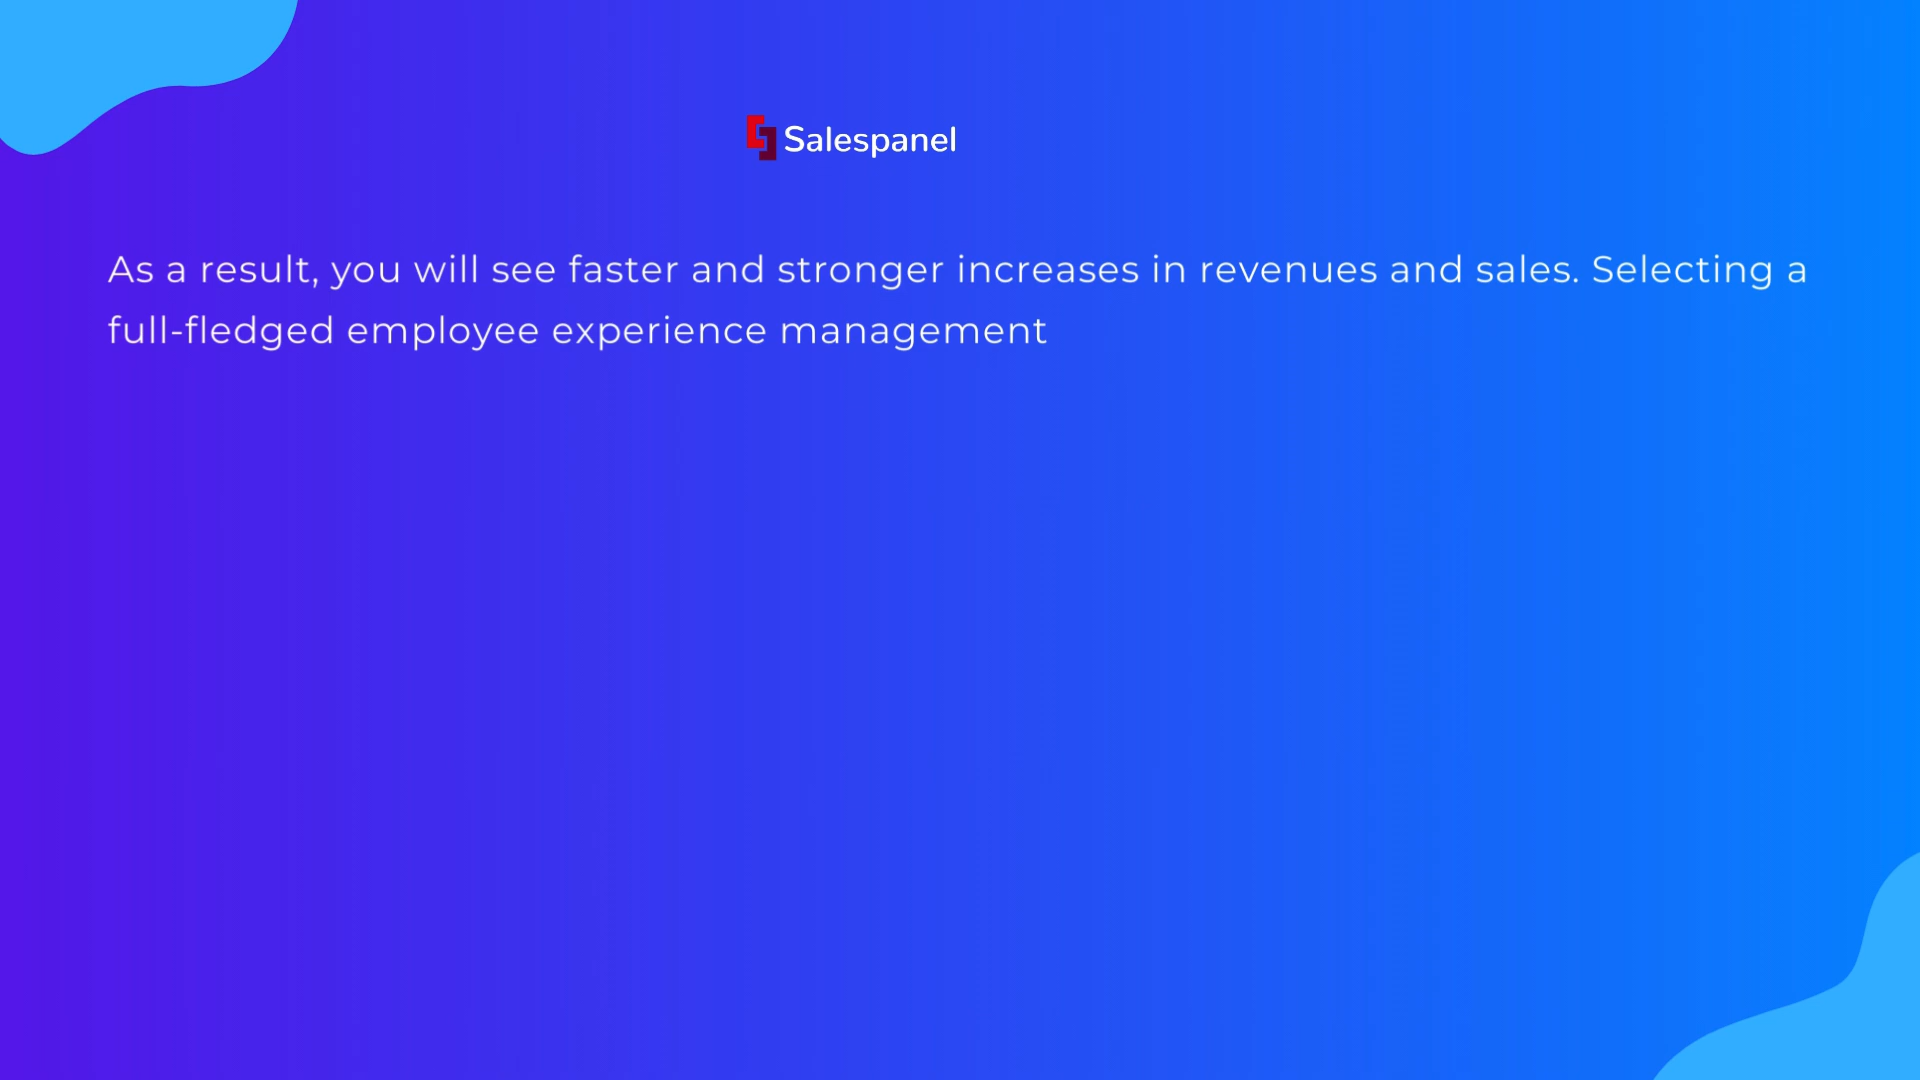 Salespanel
As a result, you will see faster and stronger increases in revenues and sales. Selecting a
full-fledged employee experience management